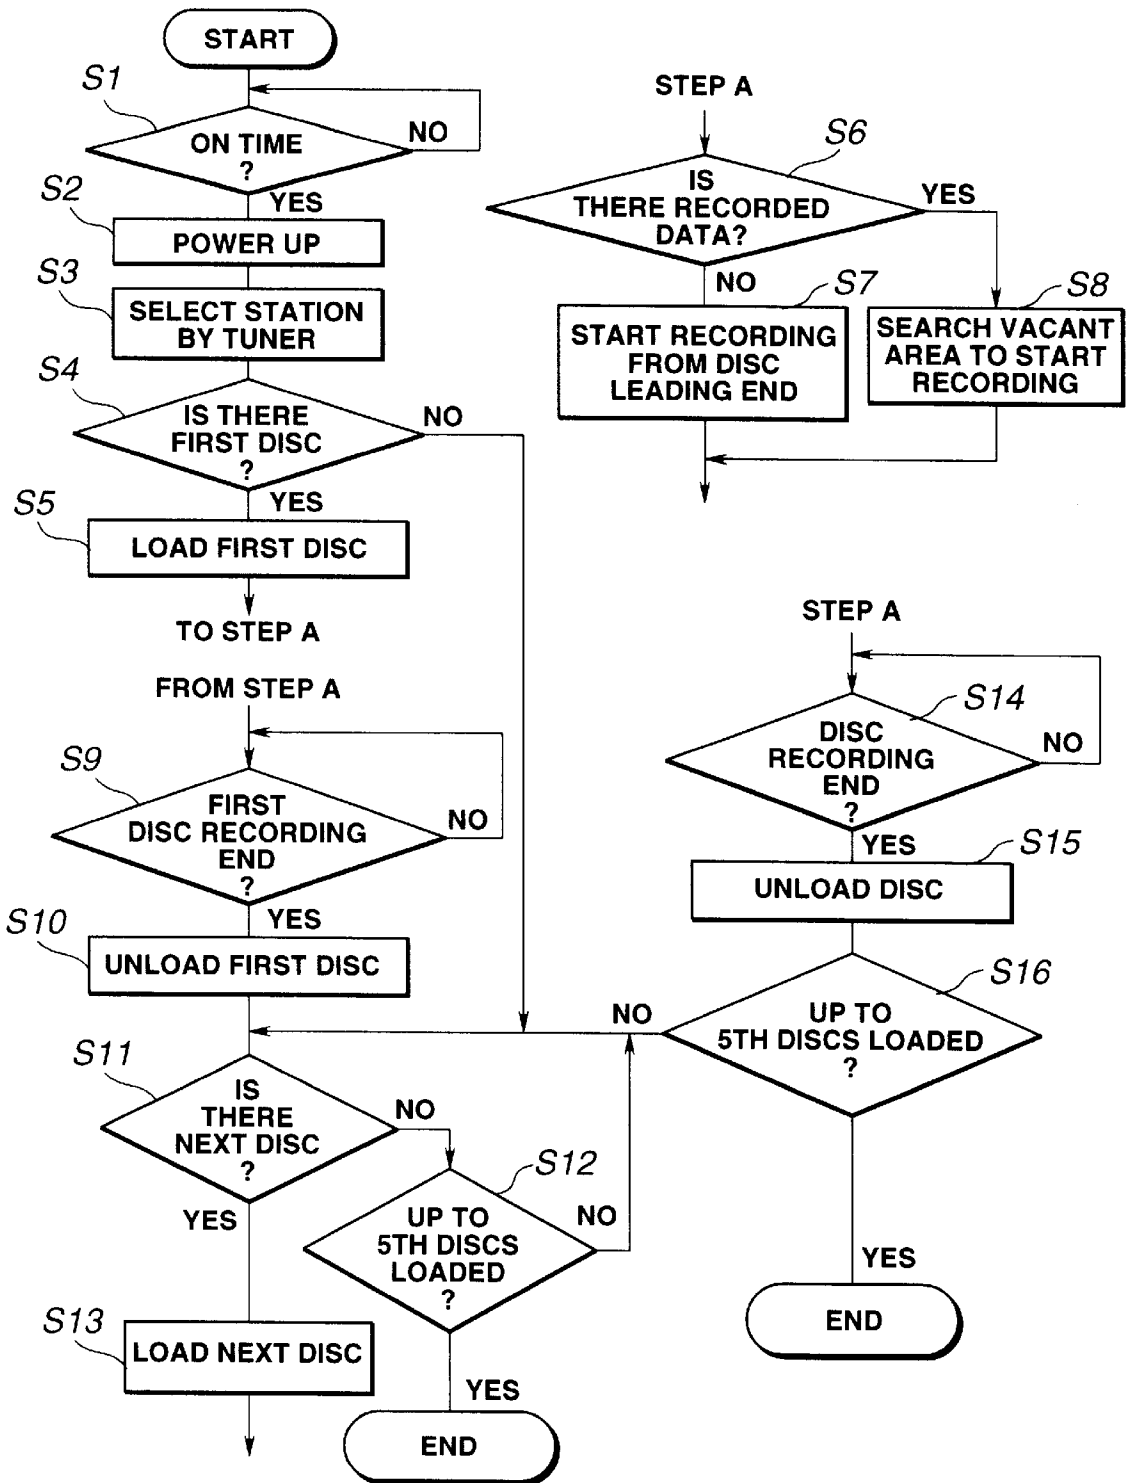 START
S1
ON TIME
?
NO
YES
S2
POWER UP
S3
SELECT STATION
BY TUNER
S4
IS THERE
FIRST DISC
?
NO
YES
S5
LOAD FIRST DISC
TO STEP A
STEP A
S6
IS
THERE RECORDED
DATA?
YES
NO
S7
START RECORDING
FROM DISC
LEADING END
S8
SEARCH VACANT
AREA TO START
RECORDING
FROM STEP A
S9
FIRST
DISC RECORDING
END
?
NO
YES
S10
UNLOAD FIRST DISC
S11
IS
THERE
NEXT DISC
?
NO
YES
S12
UP TO
5TH DISCS
LOADED
?
NO
YES
END
S13
LOAD NEXT DISC
STEP A
S14
DISC
RECORDING
END
?
NO
YES
S15
UNLOAD DISC
S16
UP TO
5TH DISCS LOADED
?
NO
YES
END